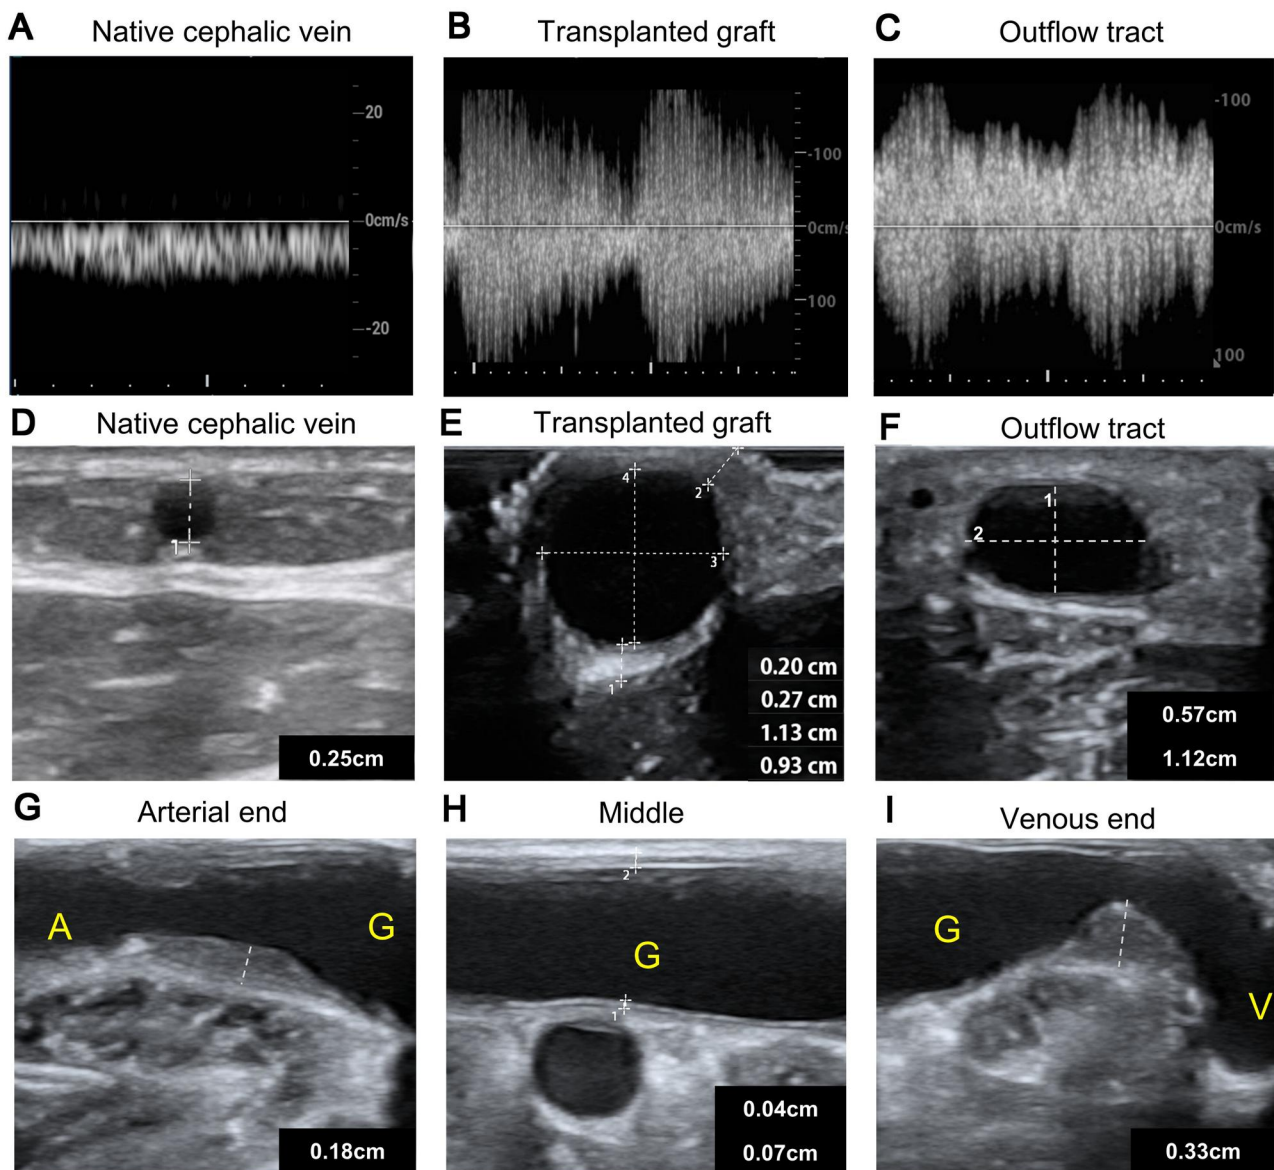 A Native cephalic vein
B Transplanted graft
C Outflow tract
20
0cm/s
-20
-100
0cm/s
100
-100
0cm/s
100
D Native cephalic vein
E Transplanted graft
F Outflow tract
1
0.25cm
4
2
3
1
0.20 cm
0.27 cm
1.13 cm
0.93 cm
1
2
0.57cm
1.12cm
G Arterial end
H Middle
I Venous end
A
G
0.18cm
2
G
1
0.04cm
0.07cm
G
V
0.33cm